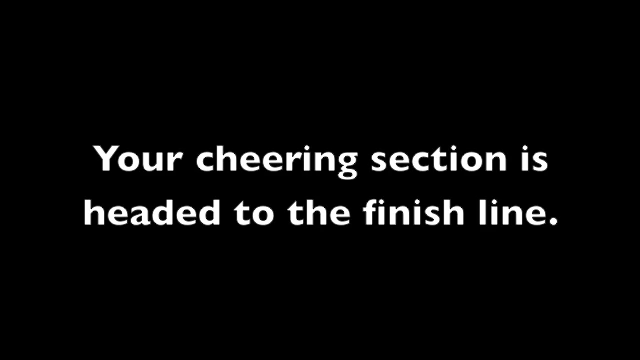 Your cheering section is
headed to the finish line.